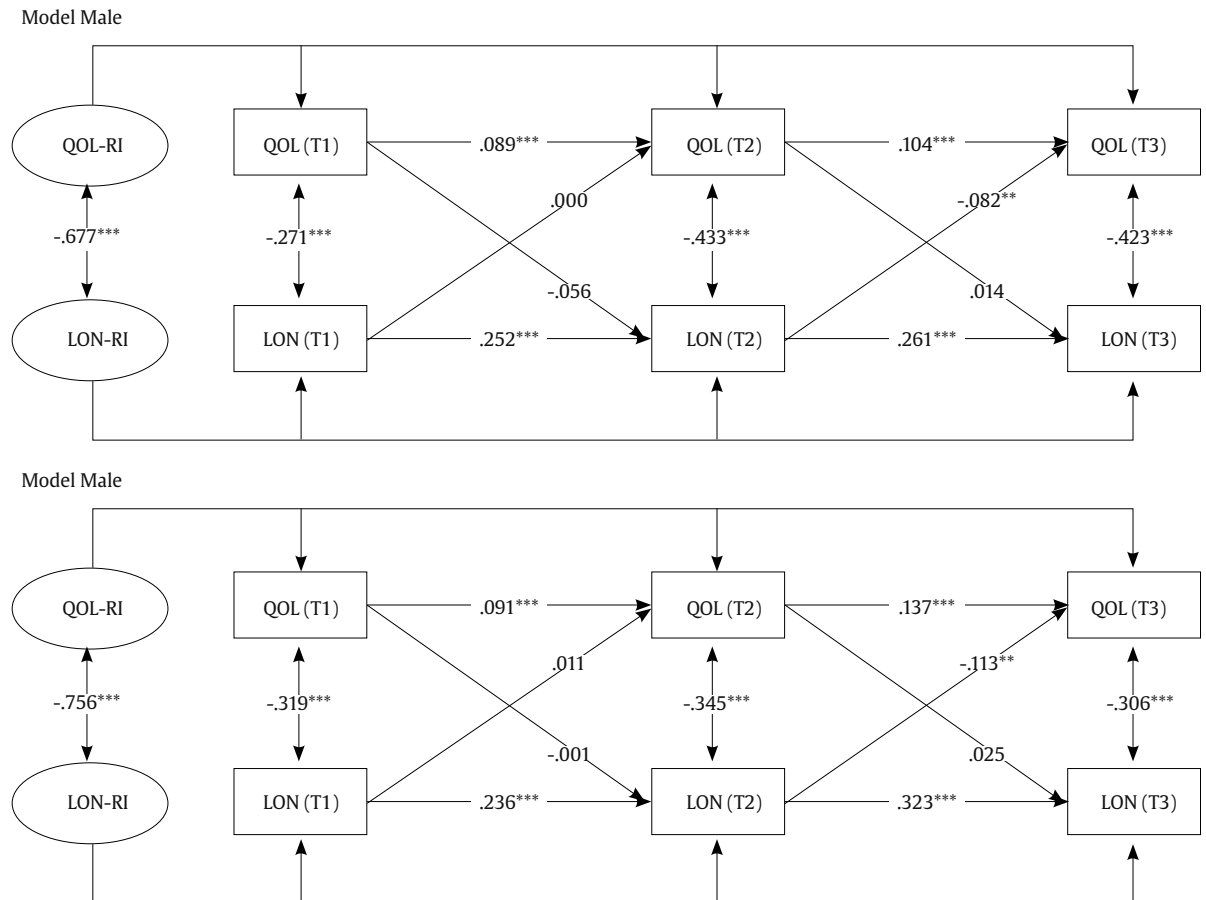 Model Male
QOL-RI
QOL (T1)
.089***
QOL (T2)
.104***
QOL (T3)
.000
-.082**
-.677***
-.271***
-.433***
-.423***
-.056
.014
LON-RI
LON (T1)
.252***
LON (T2)
.261***
LON (T3)
Model Male
QOL-RI
QOL (T1)
.091***
QOL (T2)
.137***
QOL (T3)
.011
-.113**
-.756***
-.319***
-.345***
-.306***
-.001
.025
LON-RI
LON (T1)
.236***
LON (T2)
.323***
LON (T3)